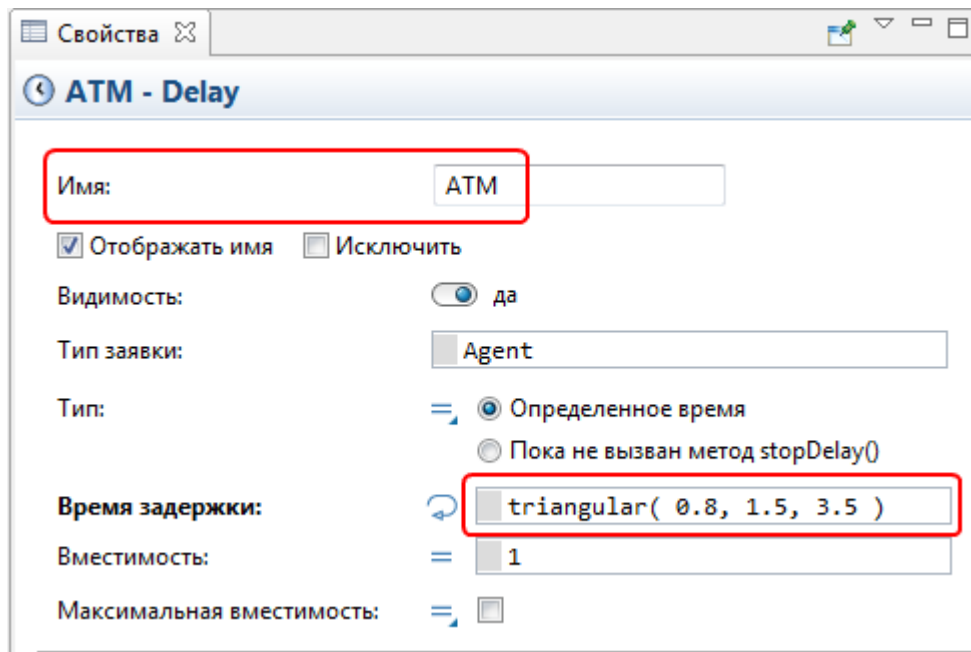 Свойства
ATM - Delay
Имя: ATM
Отображать имя Исключить
Видимость: да
Тип заявки: Agent
Тип: Определенное время
Пока не вызван метод stopDelay()
Время задержки: triangular( 0.8, 1.5, 3.5 )
Вместимость: 1
Максимальная вместимость: